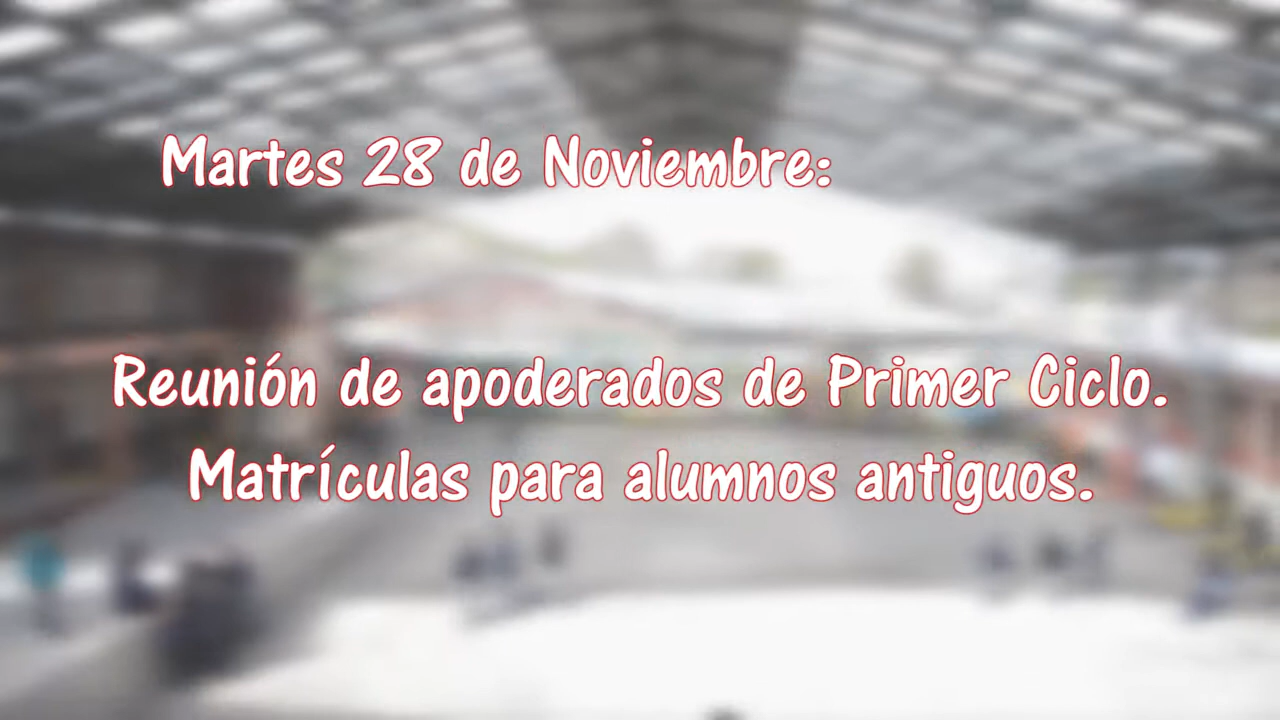 Martes 28 de Noviembre:
Reunión de apoderados de Primer Ciclo.
Matrículas para alumnos antiguos.